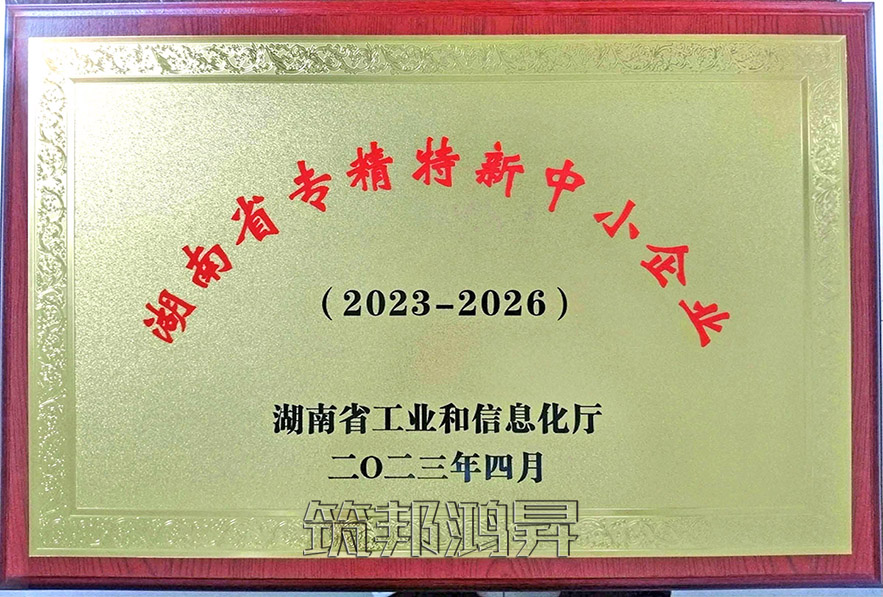 湖南省专精特新中小企业
（2023-2026）
湖南省工业和信息化厅
二〇二三年四月
筑邦鸿昇